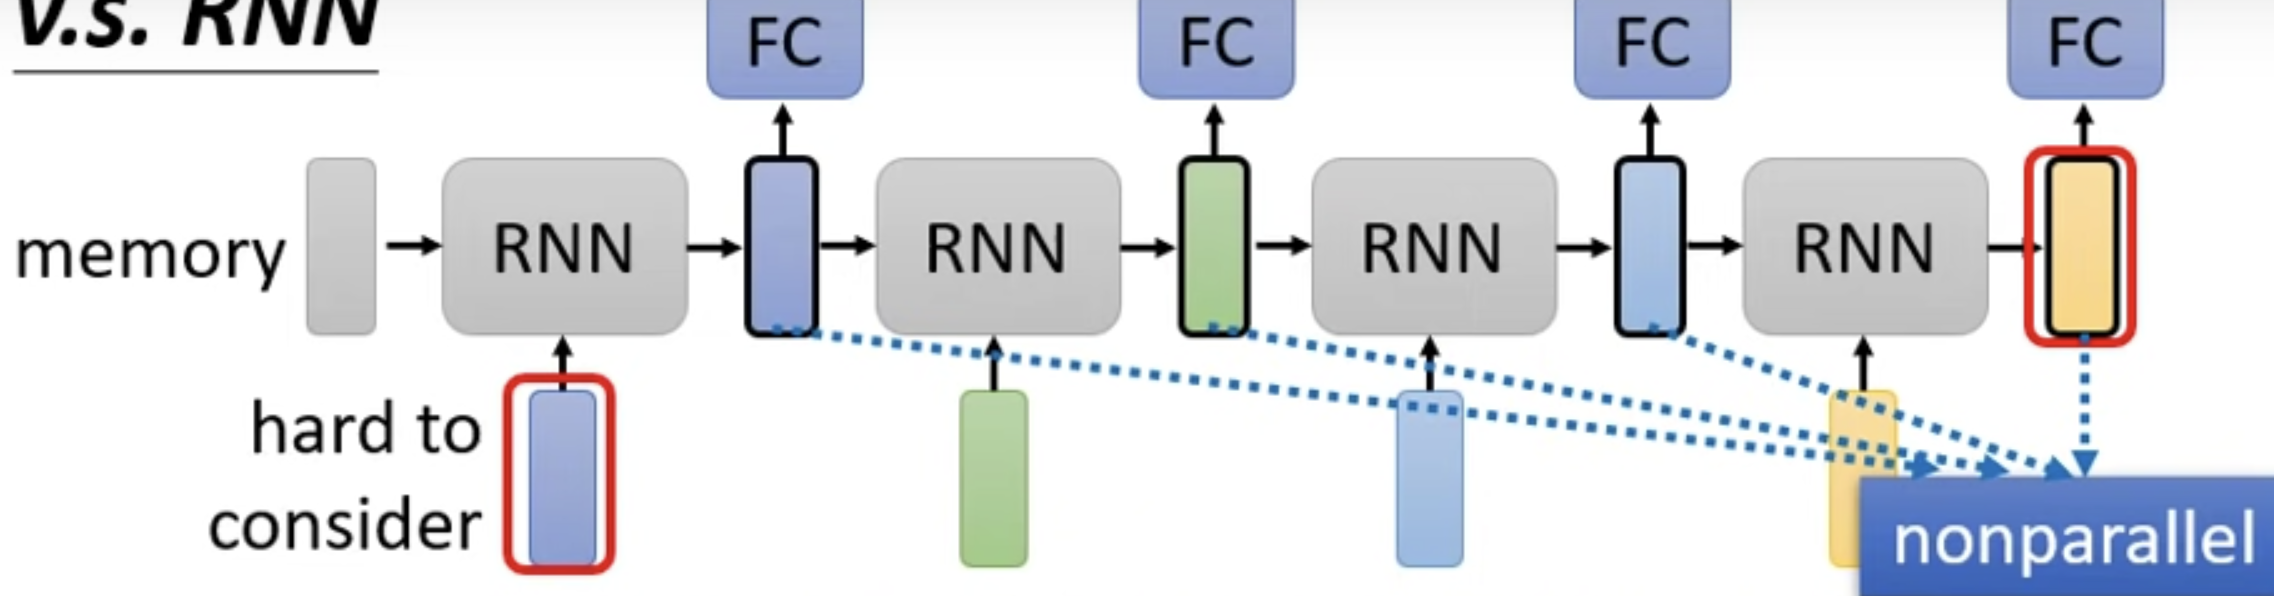 v.s. RNN
FC FC FC FC
memory RNN RNN RNN RNN
hard to
consider
nonparallel